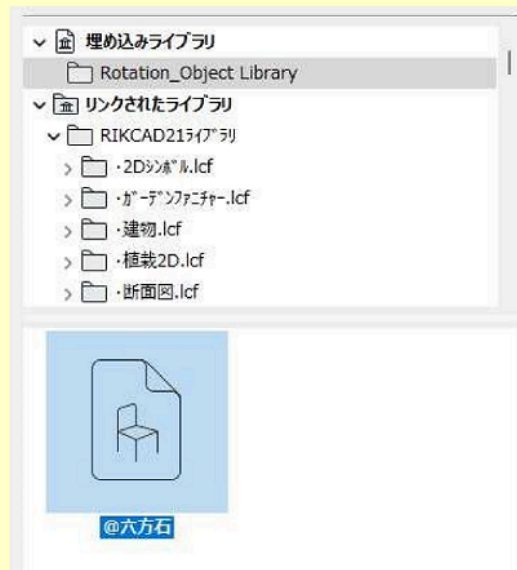 埋め込みライブラリ
Rotation_Object Library
リンクされたライブラリ
RIKCAD21ﾗｲﾌﾞﾗﾘ
・2Dｼﾝﾎﾞﾙ.lcf
・ｶﾞｰﾃﾞﾝﾌｧﾆﾁｬｰ.lcf
・建物.lcf
・植栽2D.lcf
・断面図.lcf
@六方石